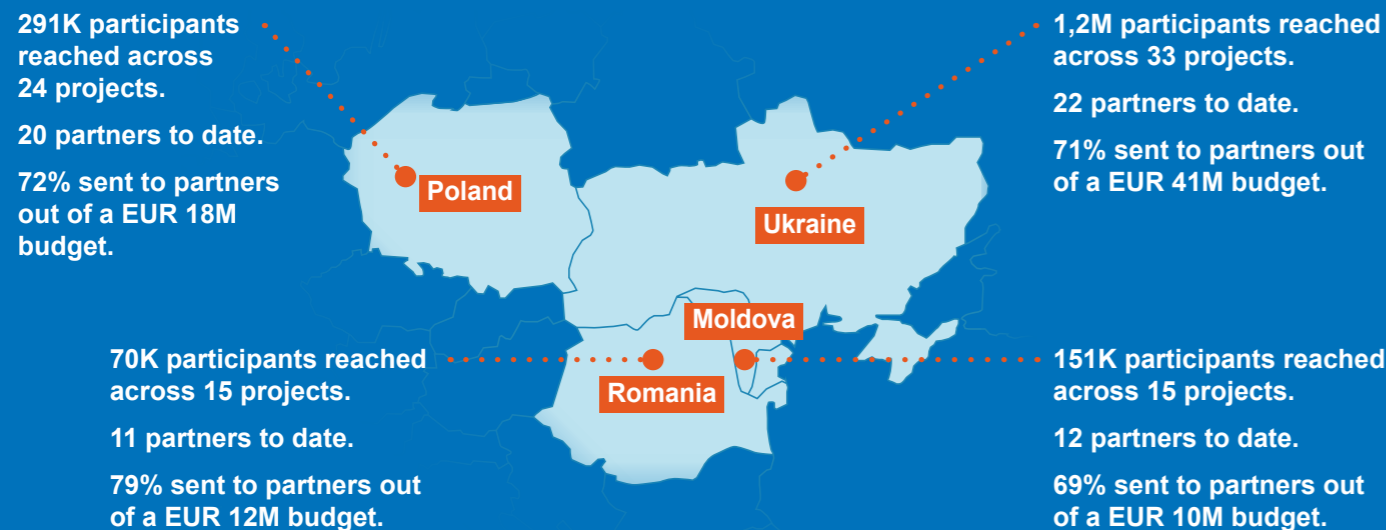 291K participants
reached across
24 projects.
20 partners to date.
72% sent to partners
out of a EUR 18M
budget.
1,2M participants reached
across 33 projects.
22 partners to date.
71% sent to partners out
of a EUR 41M budget.
Poland
Ukraine
Moldova
Romania
70K participants reached
across 15 projects.
11 partners to date.
79% sent to partners out
of a EUR 12M budget.
151K participants reached
across 15 projects.
12 partners to date.
69% sent to partners out
of a EUR 10M budget.